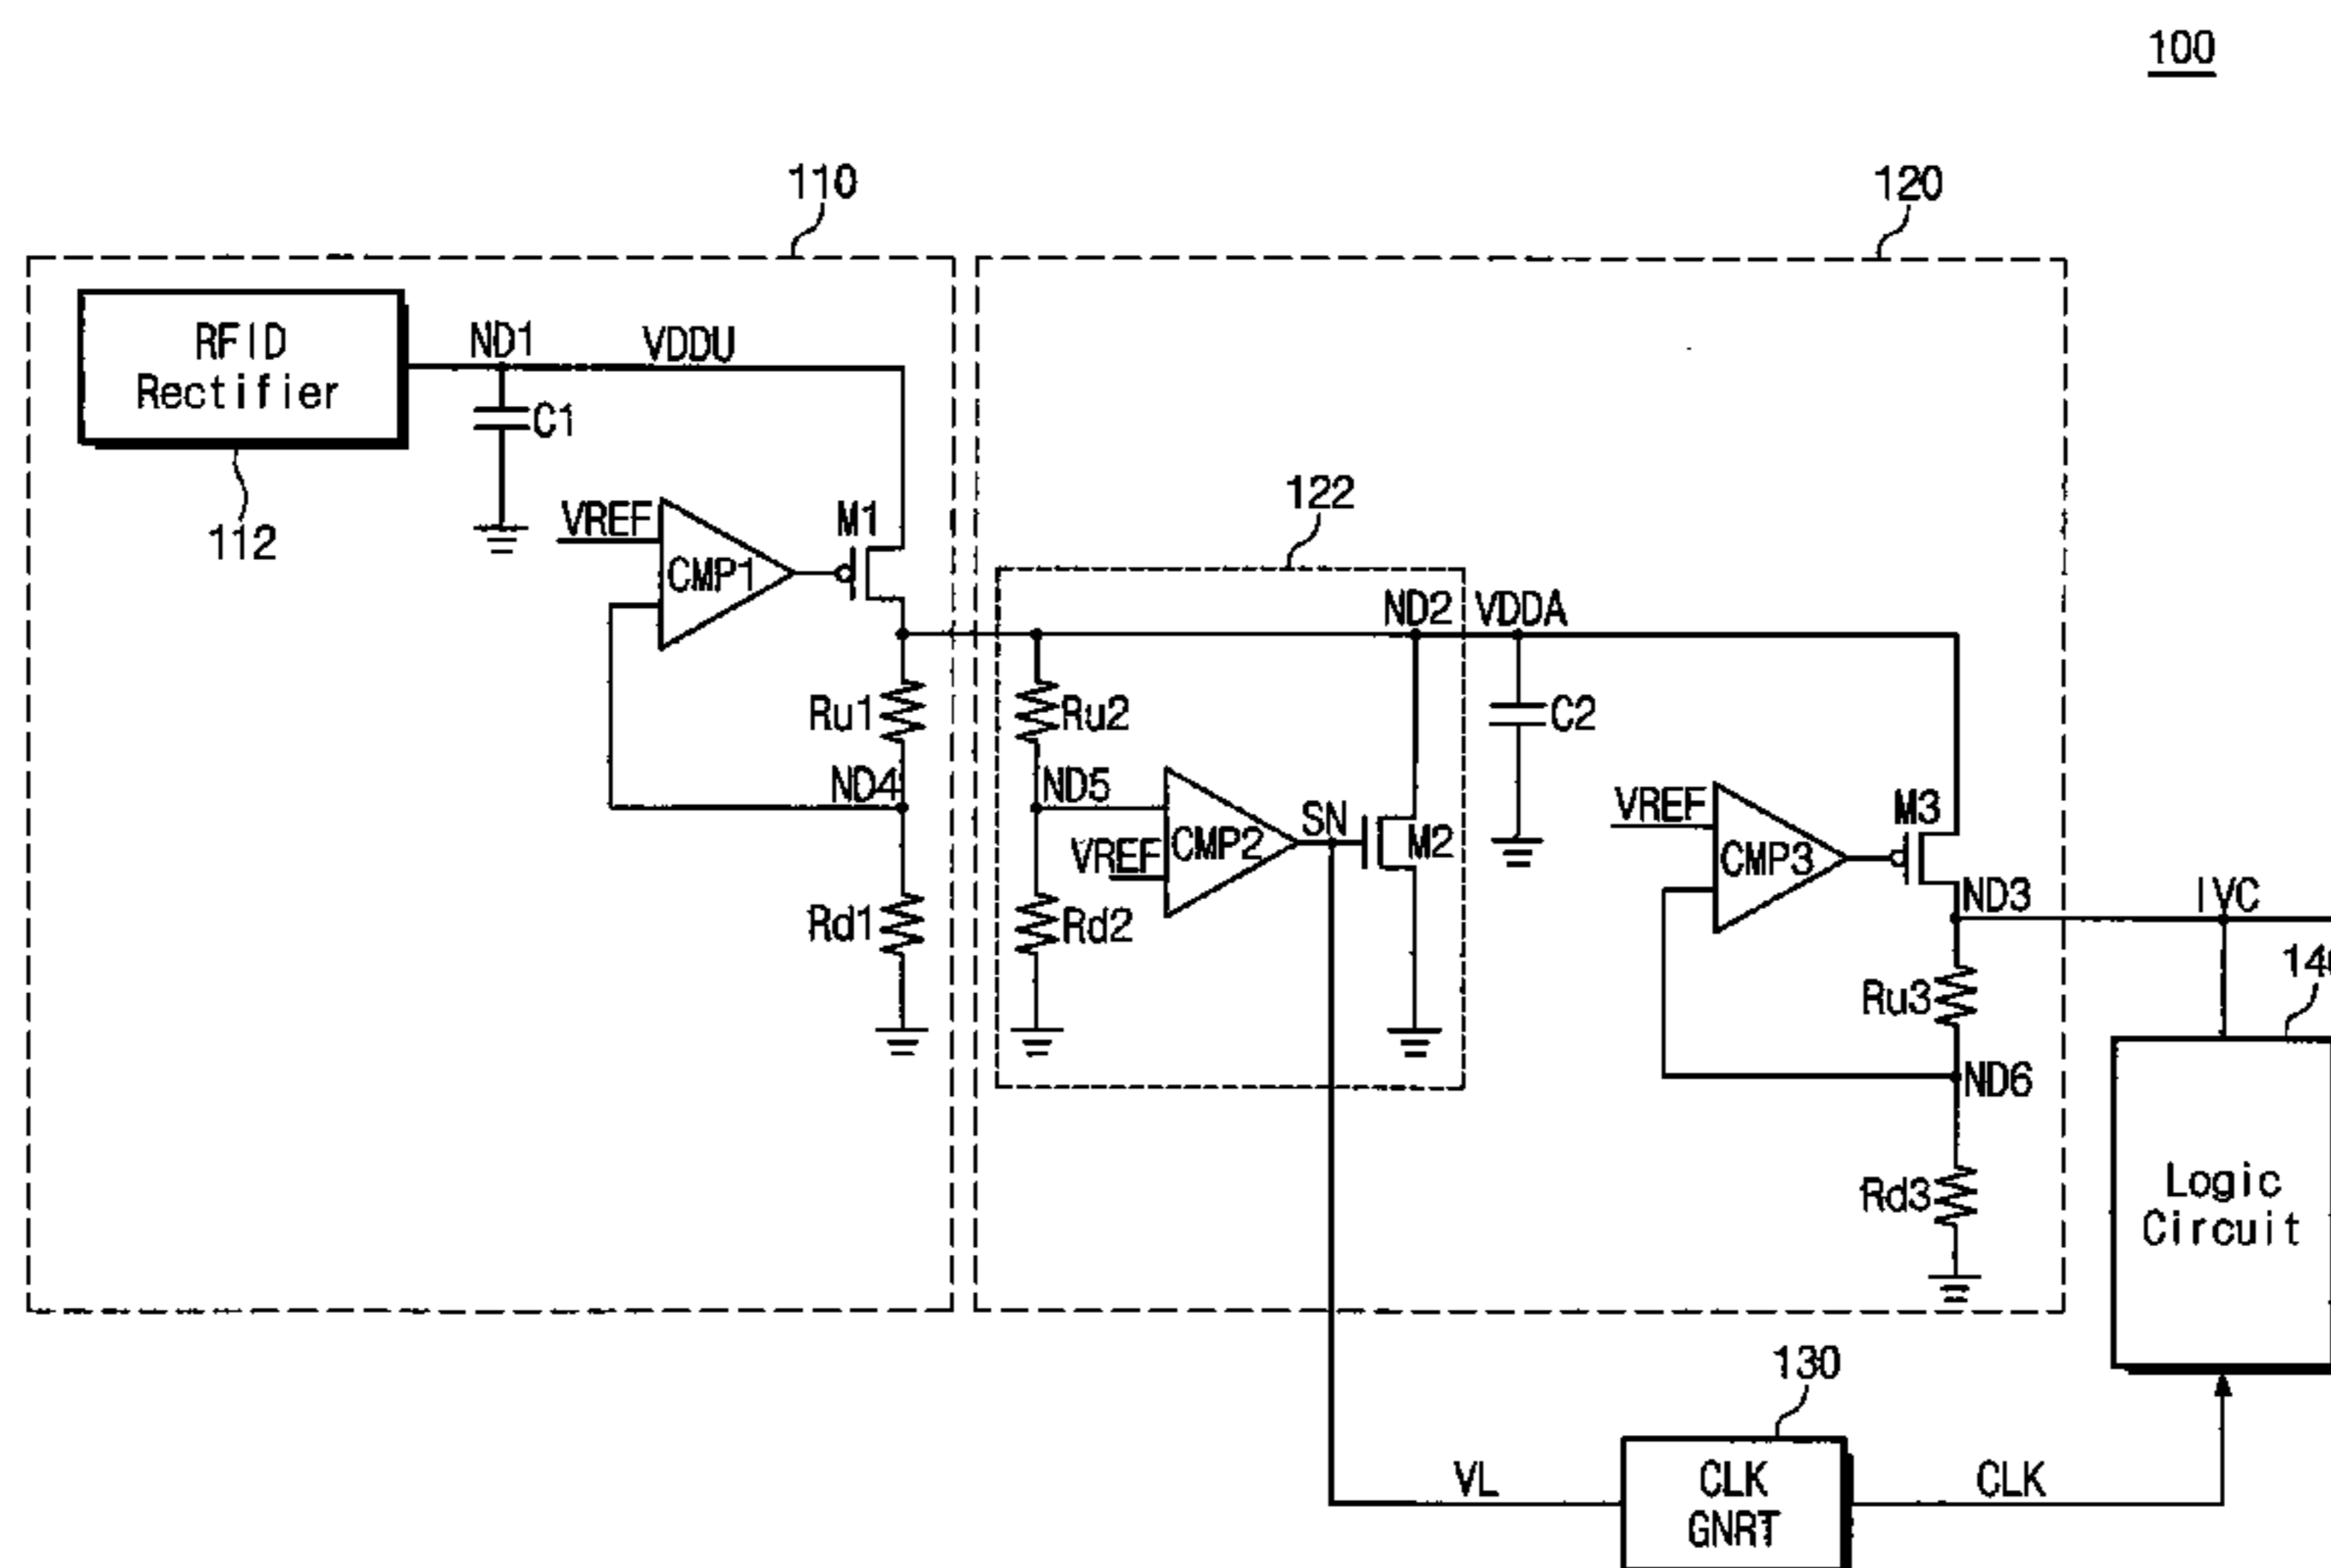 100
110
120
RFID
Rectifier
ND1
VDDU
C1
112
VREF
CMP1
M1
122
ND2
VDDA
Ru1
Ru2
C2
ND4
ND5
VREF
CMP2
SN
M2
VREF
CMP3
M3
ND3
IVC
Rd1
Rd2
Ru3
ND6
Rd3
Logic
Circuit
130
VL
CLK
GNRT
CLK